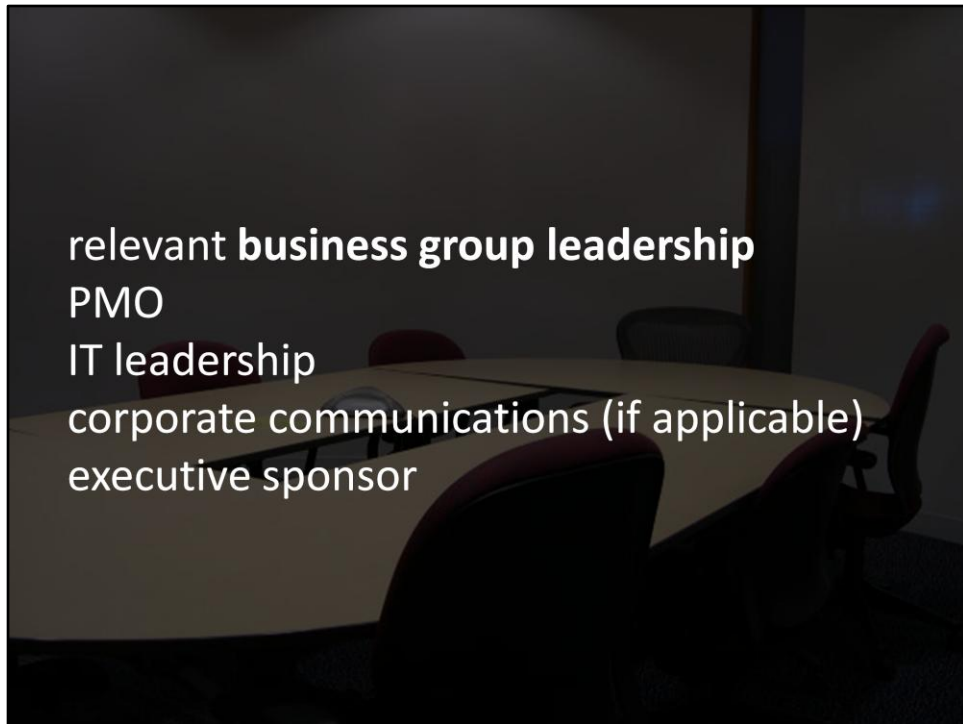 relevant business group leadership
PMO
IT leadership
corporate communications (if applicable)
executive sponsor